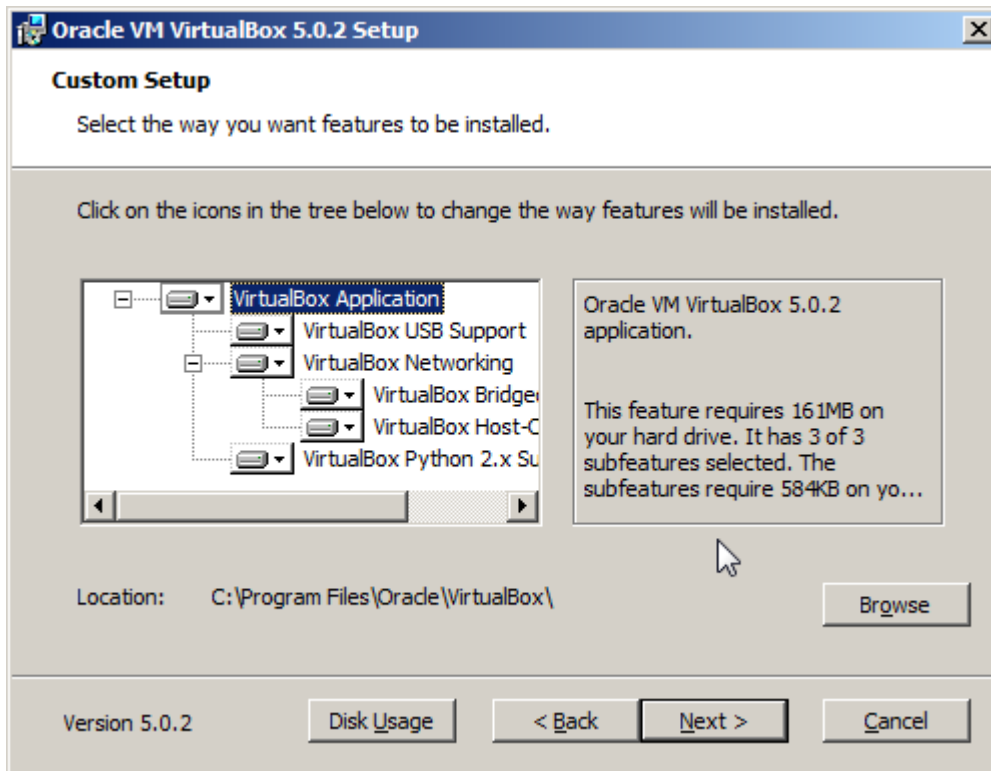 Oracle VM VirtualBox 5.0.2 Setup
Custom Setup
Select the way you want features to be installed.
Click on the icons in the tree below to change the way features will be installed.
VirtualBox Application
VirtualBox USB Support
VirtualBox Networking
VirtualBox Bridge
VirtualBox Host-C
VirtualBox Python 2.x Su
Oracle VM VirtualBox 5.0.2
application.
This feature requires 161MB on
your hard drive. It has 3 of 3
subfeatures selected. The
subfeatures require 584KB on yo...
Location: C:\Program Files\Oracle\VirtualBox\
Browse
Version 5.0.2
Disk Usage
< Back
Next >
Cancel